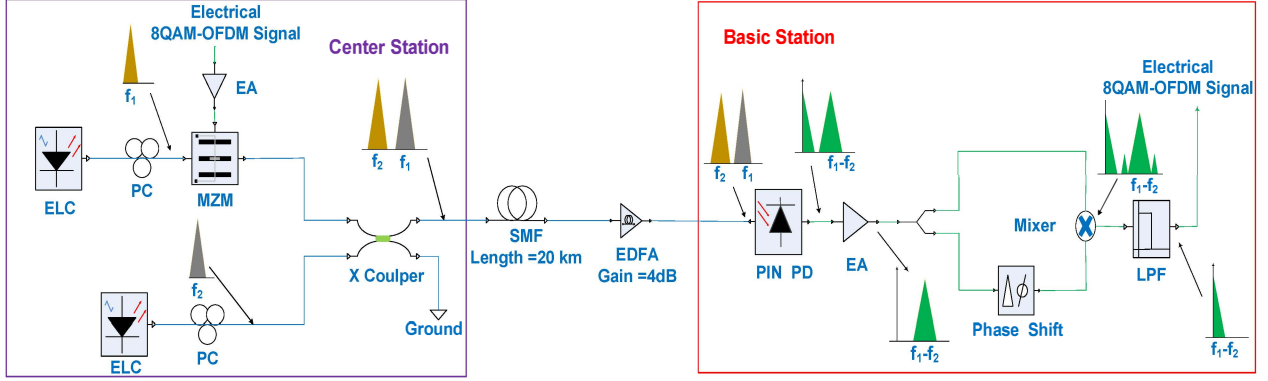 Electrical
8QAM-OFDM Signal
Center Station
EA
f1
ELC
PC
MZM
f2
f1
f2
X Coulper
Ground
ELC
PC
SMF
Length =20 km
EDFA
Gain =4dB
Basic Station
f2
f1
f1-f2
PIN PD
EA
f1-f2
Mixer
Phase Shift
Electrical
8QAM-OFDM Signal
f1-f2
LPF
f1-f2